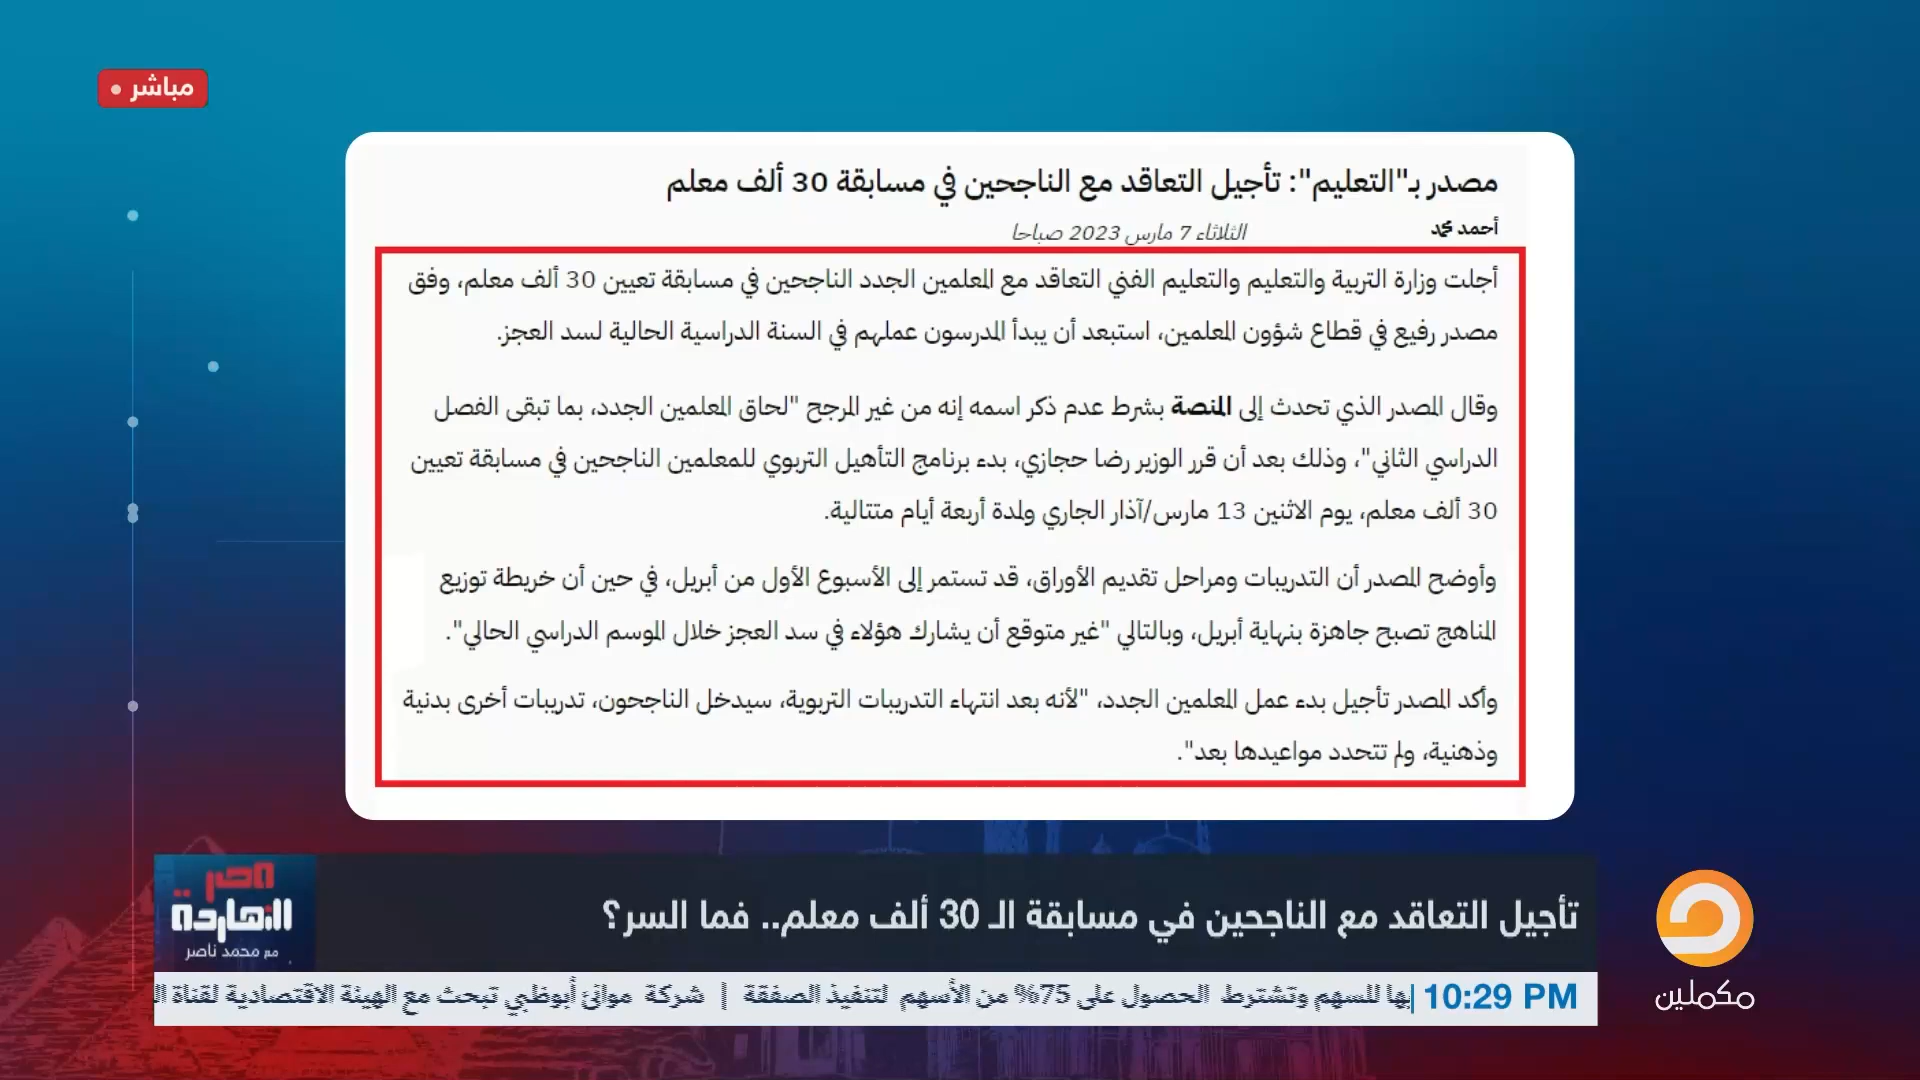 مباشر
مصدر بـ"التعليم": تأجيل التعاقد مع الناجحين في مسابقة 30 ألف معلم
أحمد محمد
الثلاثاء 7 مارس 2023 صباحا
أجلت وزارة التربية والتعليم والتعليم الفني التعاقد مع المعلمين الجدد الناجحين في مسابقة تعيين 30 ألف معلم، وفق
مصدر رفيع في قطاع شؤون المعلمين، استبعد أن يبدأ المدرسون عملهم في السنة الدراسية الحالية لسد العجز.
وقال المصدر الذي تحدث إلى المنصة بشرط عدم ذكر اسمه إنه من غير المرجح "لحاق المعلمين الجدد، بما تبقى الفصل
الدراسي الثاني"، وذلك بعد أن قرر الوزير رضا حجازي، بدء برنامج التأهيل التربوي للمعلمين الناجحين في مسابقة تعيين
30 ألف معلم، يوم الاثنين 13 مارس/آذار الجاري ولمدة أربعة أيام متتالية.
وأوضح المصدر أن التدريبات ومراحل تقديم الأوراق، قد تستمر إلى الأسبوع الأول من أبريل، في حين أن خريطة توزيع
المناهج تصبح جاهزة بنهاية أبريل، وبالتالي "غير متوقع أن يشارك هؤلاء في سد العجز خلال الموسم الدراسي الحالي".
وأكد المصدر تأجيل بدء عمل المعلمين الجدد، "لأنه بعد انتهاء التدريبات التربوية، سيدخل الناجحون، تدريبات أخرى بدنية
وذهنية، ولم تتحدد مواعيدها بعد".
تأجيل التعاقد مع الناجحين في مسابقة الـ 30 ألف معلم.. فما السر؟
مصر
النهاردة
مع محمد ناصر
10:29 PM
للسهم وتشترط الحصول على 75% من الأسهم لتنفيذ الصفقة | شركة موانئ أبوظبي تبحث مع الهيئة الاقتصادية لقناة
مكملين